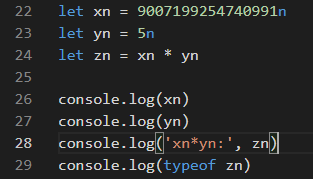 22 let xn = 9007199254740991n
23 let yn = 5n
24 let zn = xn * yn
25
26 console.log(xn)
27 console.log(yn)
28 console.log('xn*yn:', zn)
29 console.log(typeof zn)